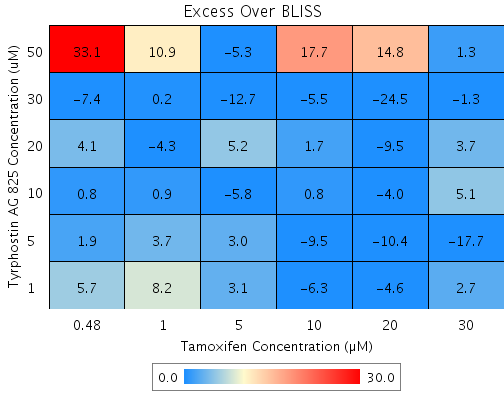 Excess Over BLISS
Tyrphostin AG 825 Concentration (uM)
50 33.1 10.9 −5.3 17.7 14.8 1.3
30 −7.4 0.2 −12.7 −5.5 −24.5 −1.3
20 4.1 −4.3 5.2 1.7 −9.5 3.7
10 0.8 0.9 −5.8 0.8 −4.0 5.1
5 1.9 3.7 3.0 −9.5 −10.4 −17.7
1 5.7 8.2 3.1 −6.3 −4.6 2.7
0.48 1 5 10 20 30
Tamoxifen Concentration (µM)
0.0 30.0